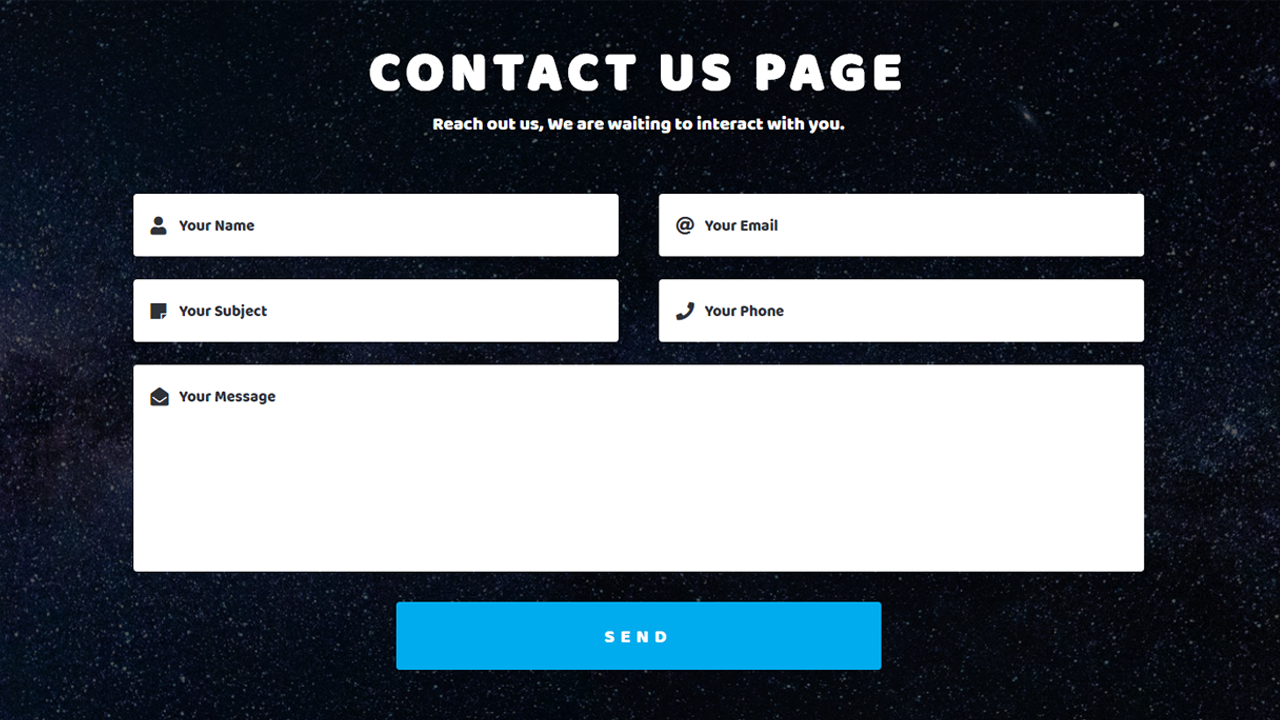 CONTACT US PAGE
Reach out us, We are waiting to interact with you.
Your Name
Your Email
Your Subject
Your Phone
Your Message
SEND